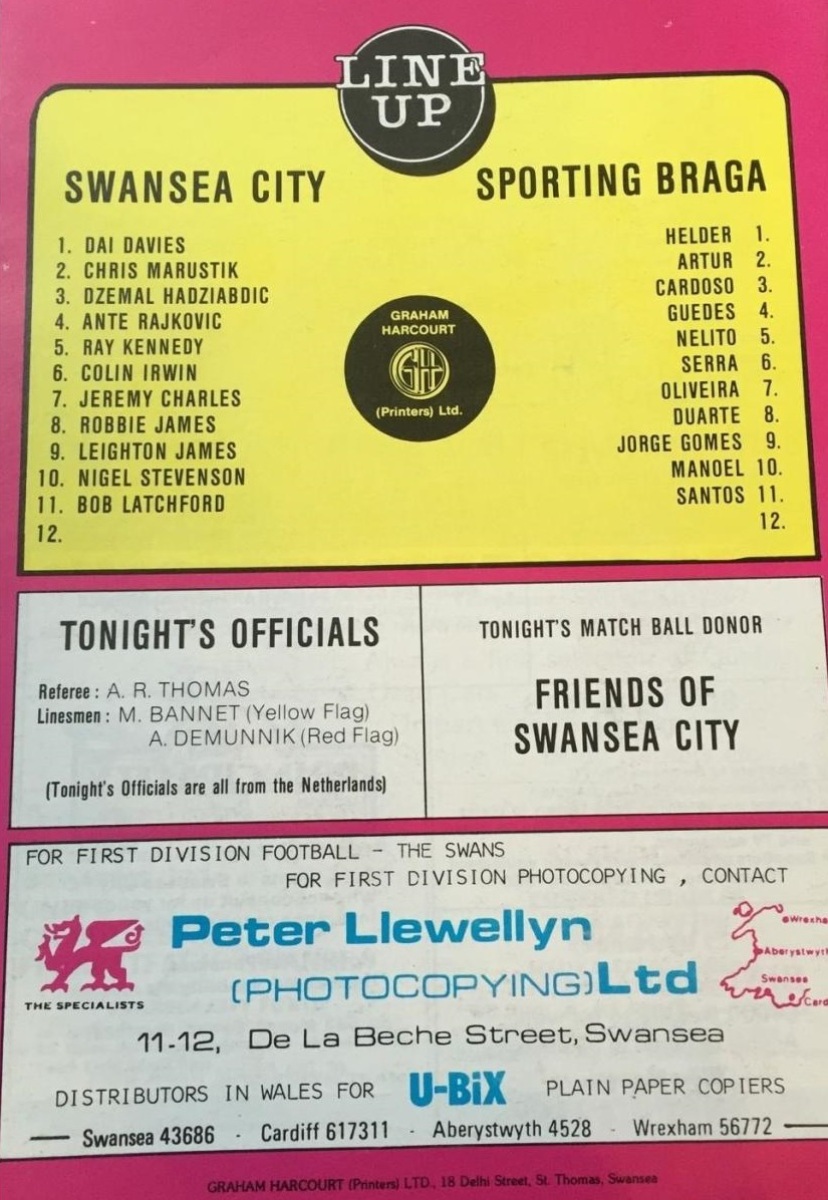 LINE
UP
SWANSEA CITY
1. DAI DAVIES
2. CHRIS MARUSTIK
3. DZEMAL HADZIABDIC
4. ANTE RAJKOVIC
5. RAY KENNEDY
6. COLIN IRWIN
7. JEREMY CHARLES
8. ROBBIE JAMES
9. LEIGHTON JAMES
10. NIGEL STEVENSON
11. BOB LATCHFORD
12.
GRAHAM
HARCOURT
GH
(Printers) Ltd.
SPORTING BRAGA
HELDER 1.
ARTUR 2.
CARDOSO 3.
GUEDES 4.
NELITO 5.
SERRA 6.
OLIVEIRA 7.
DUARTE 8.
JORGE GOMES 9.
MANOEL 10.
SANTOS 11.
12.
TONIGHT'S OFFICIALS
Referee : A. R. THOMAS
Linesmen : M. BANNET (Yellow Flag)
A. DEMUNNIK (Red Flag)
(Tonight's Officials are all from the Netherlands)
TONIGHT'S MATCH BALL DONOR
FRIENDS OF
SWANSEA CITY
FOR FIRST DIVISION FOOTBALL - THE SWANS
FOR FIRST DIVISION PHOTOCOPYING , CONTACT
THE SPECIALISTS
Peter Llewellyn
(PHOTOCOPYING) Ltd
Wrexha
Aberystwyth
Swansea
Card
11-12, De La Beche Street, Swansea
DISTRIBUTORS IN WALES FOR U-BiX PLAIN PAPER COPIERS
Swansea 43686 - Cardiff 617311 - Aberystwyth 4528 - Wrexham 56772
GRAHAM HARCOURT (Printers) LTD., 18 Delhi Street, St. Thomas, Swansea